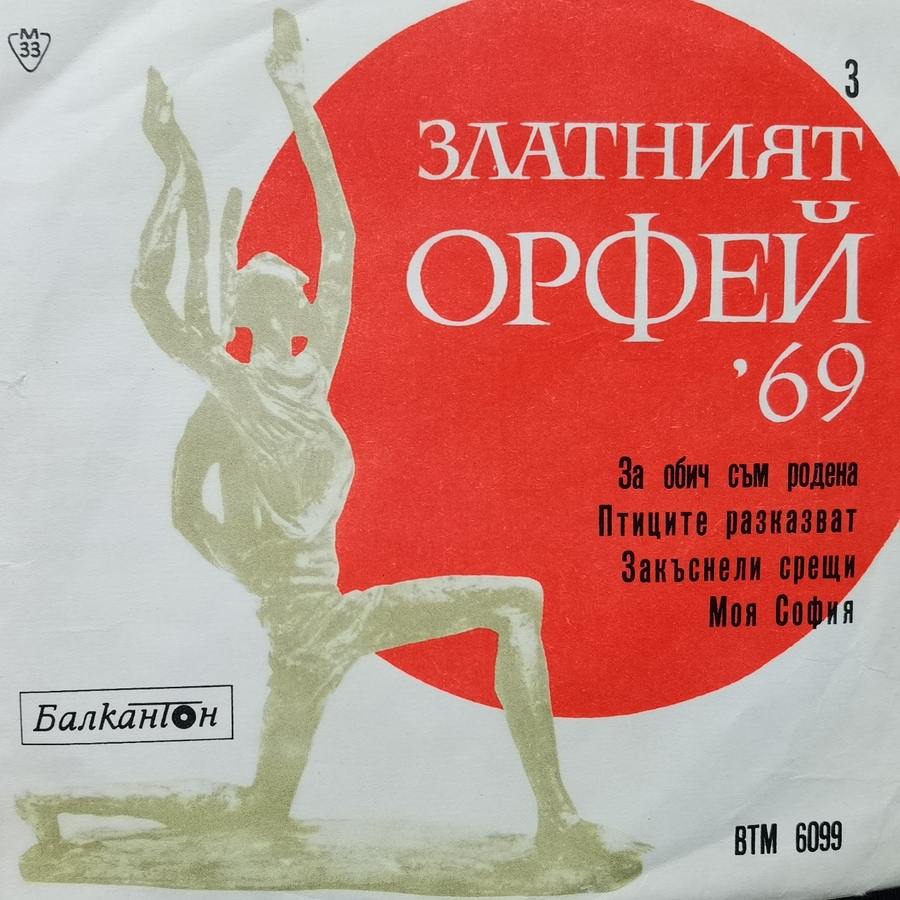 М
33
3
ЗЛАТНИЯТ
ОРФЕЙ
'69
За обич съм родена
Птиците разказват
Закъснели срещи
Моя София
Балкантон
ВТМ 6099